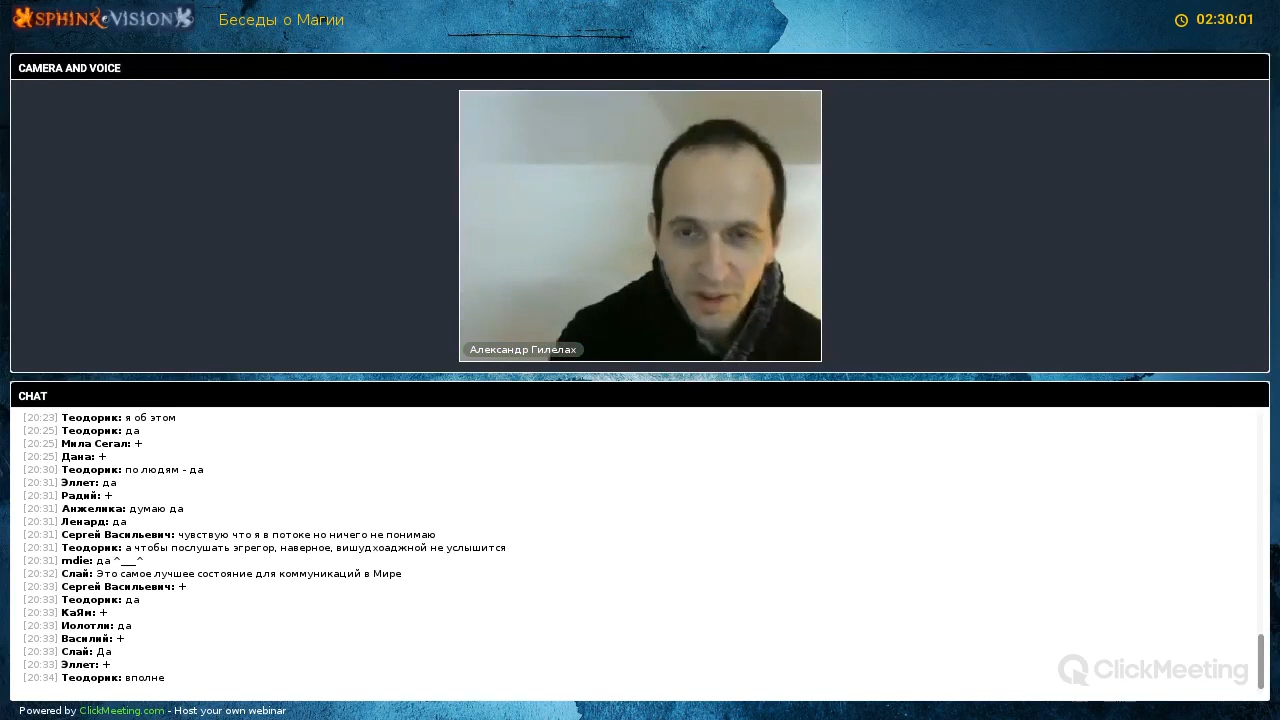 SPHINX VISION Беседы о Магии 02:30:01
CAMERA AND VOICE
Александр Гилелах
CHAT
[20:23] Теодорик: я об этом
[20:25] Теодорик: да
[20:25] Мила Сегал: +
[20:25] Дана: +
[20:30] Теодорик: по людям - да
[20:31] Эллет: да
[20:31] Радий: +
[20:31] Анжелика: думаю да
[20:31] Ленард: да
[20:31] Сергей Васильевич: чувствую что я в потоке но ничего не понимаю
[20:31] Теодорик: а чтобы послушать эгрегор, наверное, вишудхоаджной не услышится
[20:31] mdie: да ^___^
[20:32] Слай: Это самое лучшее состояние для коммуникаций в Мире
[20:33] Сергей Васильевич: +
[20:33] Теодорик: да
[20:33] КаЯм: +
[20:33] Иолотли: да
[20:33] Василий: +
[20:33] Слай: Да
[20:33] Эллет: +
[20:34] Теодорик: вполне
ClickMeeting
Powered by ClickMeeting.com - Host your own webinar